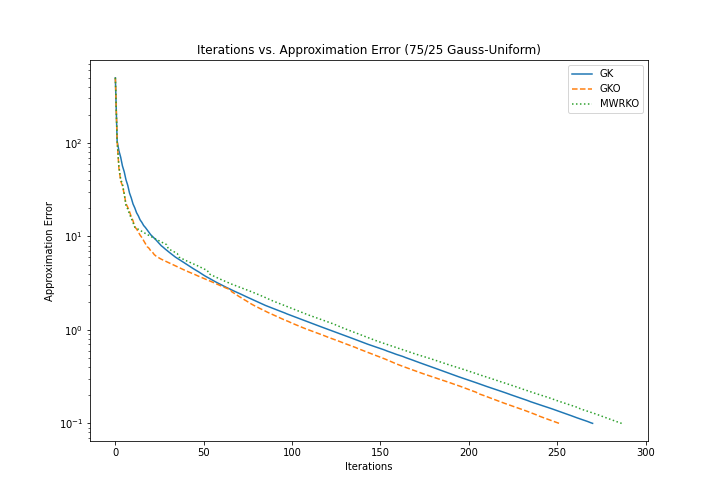 Iterations vs. Approximation Error (75/25 Gauss-Uniform)
GK
GKO
MWRKO
Approximation Error
10²
10¹
10⁰
10⁻¹
0 50 100 150 200 250 300
Iterations